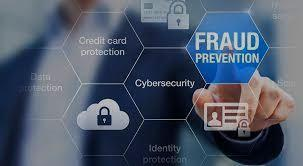 Credit card
protection
FRAUD
PREVENTION
Data
protection
Cybersecurity
Identity
protection